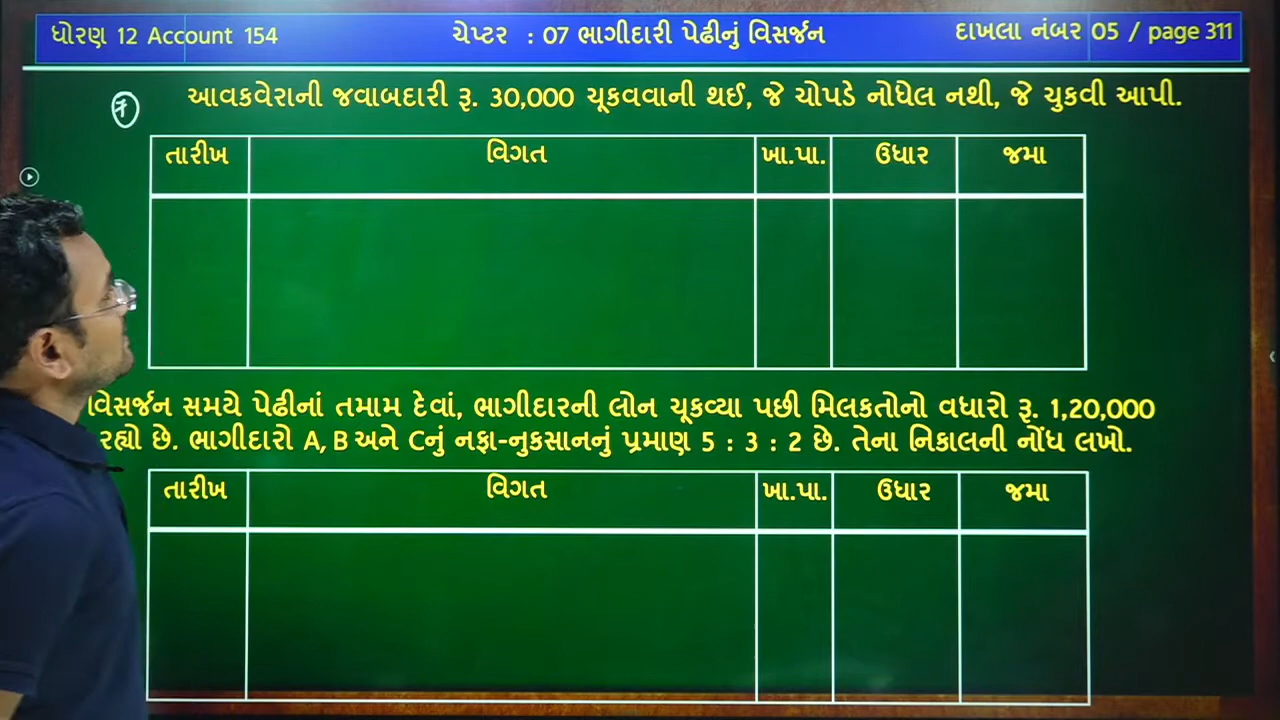 ધોરણ 12 Account 154
ચેપ્ટર : 07 ભાગીદારી પેઢીનું વિસર્જન
દાખલા નંબર 05 / page 311
આવકવેરાની જવાબદારી રૂ. 30,000 ચૂકવવાની થઈ, જે ચોપડે નોધેલ નથી, જે ચુકવી આપી.
તારીખ વિગત ખા.પા. ઉધાર જમા
વિસર્જન સમયે પેઢીનાં તમામ દેવાં, ભાગીદારની લોન ચૂકવ્યા પછી મિલકતોનો વધારો રૂ. 1,20,000
રહ્યો છે. ભાગીદારો A, B અને Cનું નફા-નુકસાનનું પ્રમાણ 5 : 3 : 2 છે. તેના નિકાલની નોંધ લખો.
તારીખ વિગત ખા.પા. ઉધાર જમા